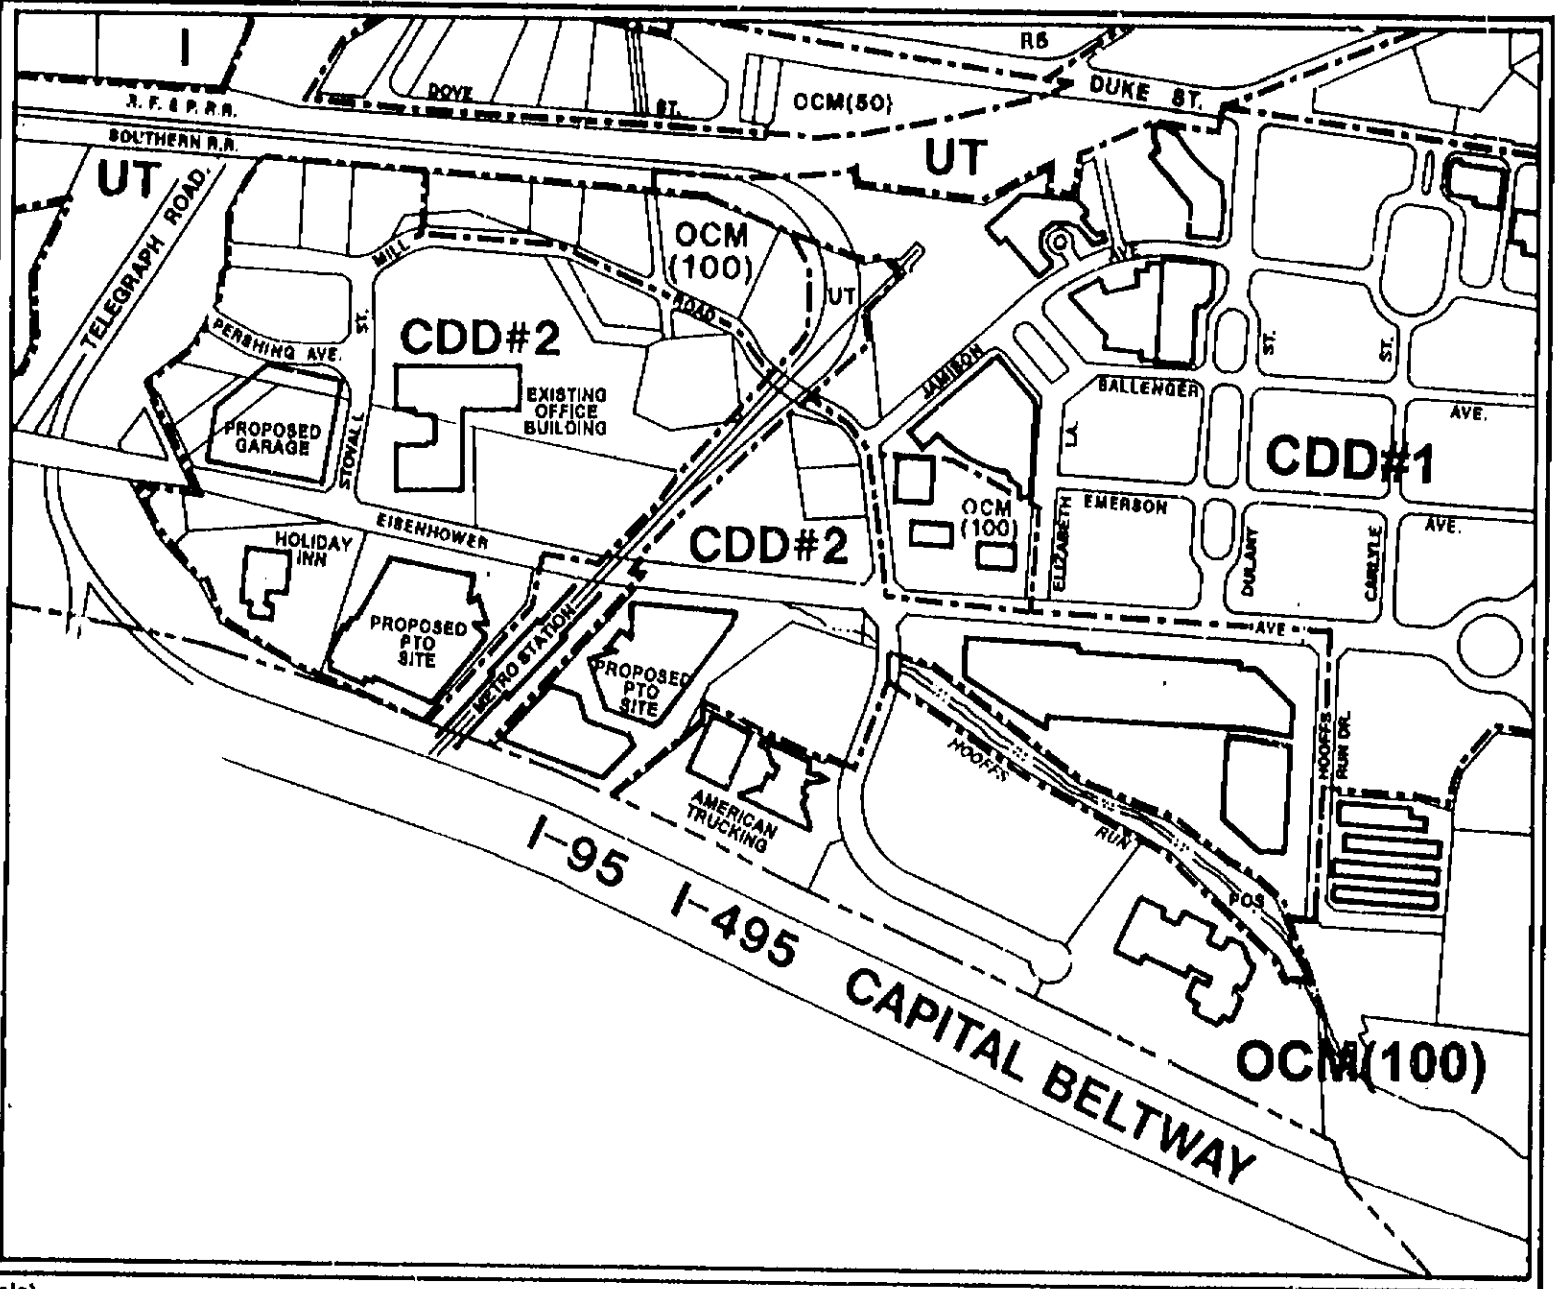 I
R5
R.F. & P. R.R.
DOVE ST.
OCM(50)
DUKE ST.
SOUTHERN R.R.
UT
UT
TELEGRAPH ROAD.
MILL ROAD
OCM
(100)
UT
AVE
PERSHING AVE.
ST.
CDD#2
JAMISON
ST.
ST.
EXISTING
OFFICE
BUILDING
BALLENGER AVE.
PROPOSED
GARAGE
STOVALL
LA.
CDD#1
EISENHOWER
CDD#2
OCM
(100)
EMERSON AVE.
HOLIDAY
INN
ELIZABETH
DULANY
CARLYLE
PROPOSED
PTO
SITE
METRO STATION
PROPOSED
PTO
SITE
AVE
HOOFFS
RUN DR.
HOOFFS
RUN
AMERICAN
TRUCKING
POS
I-95 I-495 CAPITAL BELTWAY
OCM(100)